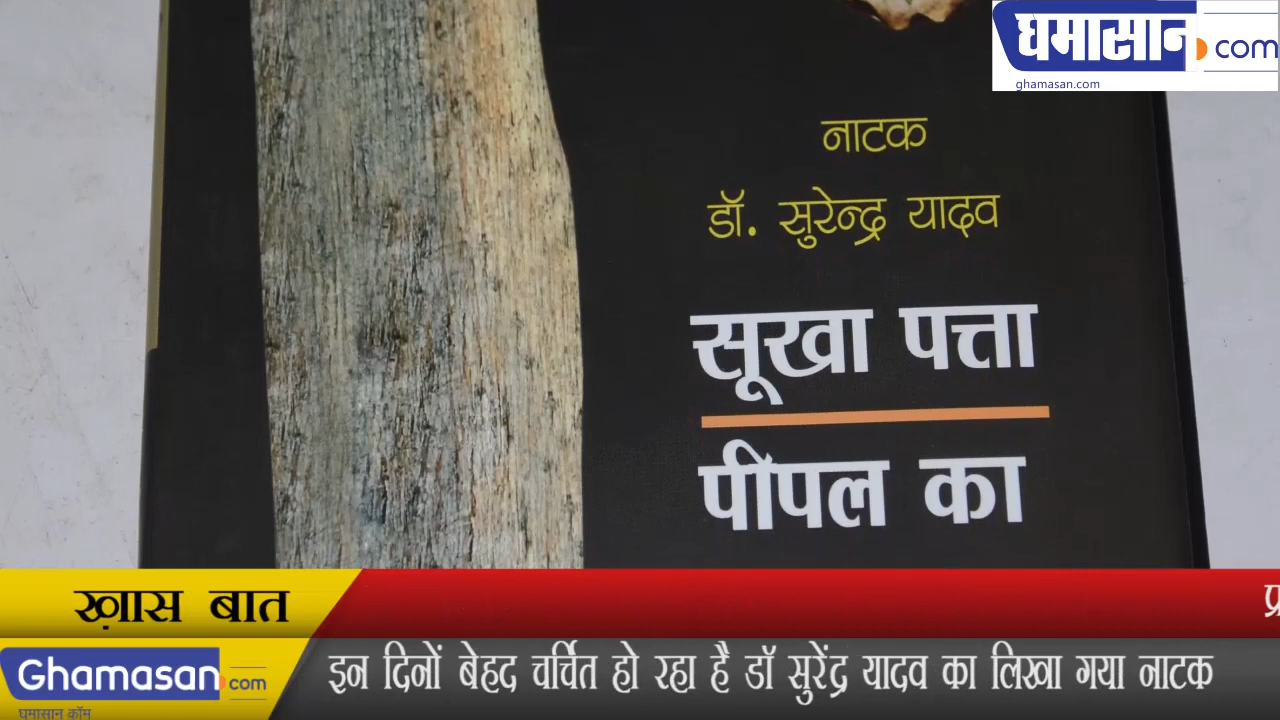 घमासान.com
ghamasan.com
नाटक
डॉ. सुरेन्द्र यादव
सूखा पत्ता
पीपल का
ख़ास बात
प्र
Ghamasan.com
घमासान कॉम
इन दिनों बेहद चर्चित हो रहा है डॉ सुरेंद्र यादव का लिखा गया नाटक